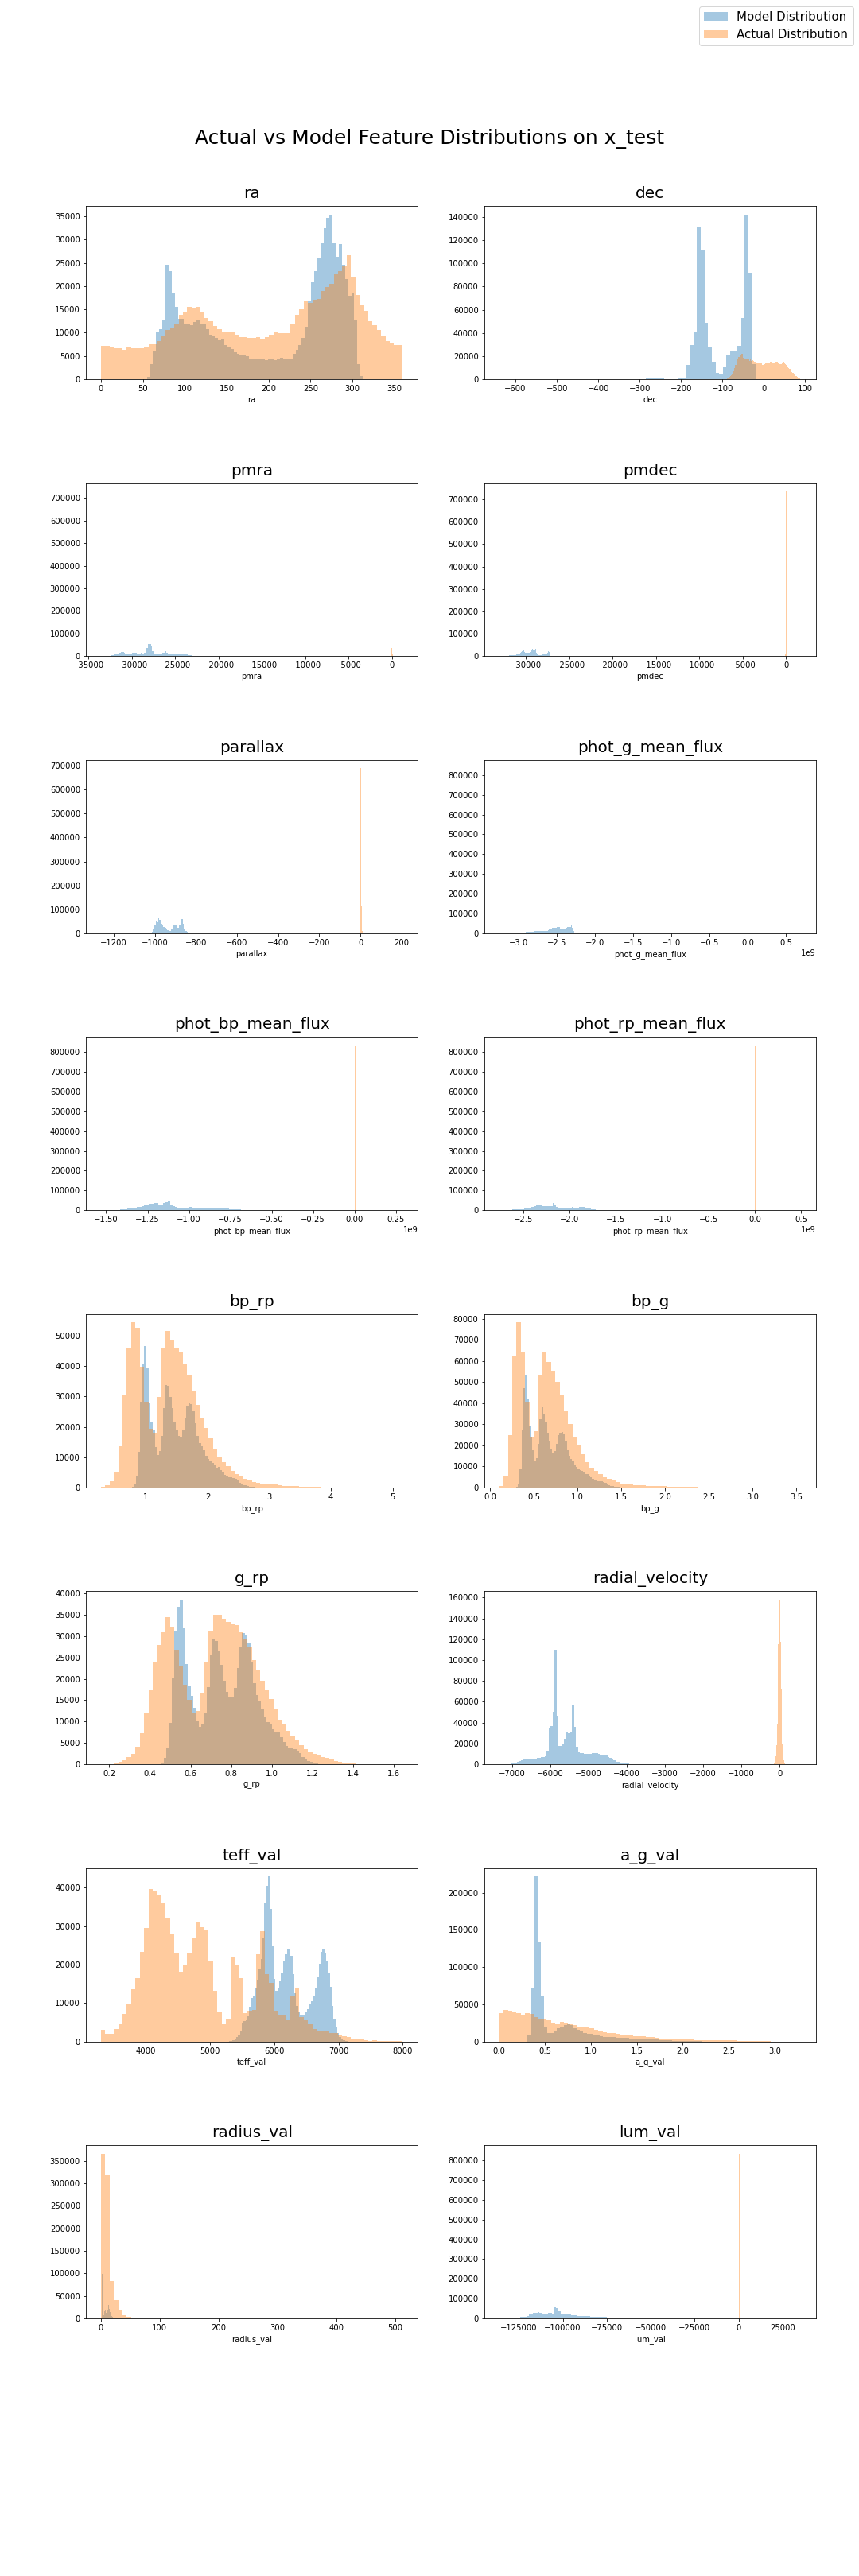 Model Distribution
Actual Distribution
Actual vs Model Feature Distributions on x_test
ra
dec
35000
30000
25000
20000
15000
10000
5000
0
0 50 100 150 200 250 300 350
ra
140000
120000
100000
80000
60000
40000
20000
0
−600 −500 −400 −300 −200 −100 0 100
dec
pmra
pmdec
700000
600000
500000
400000
300000
200000
100000
0
−35000 −30000 −25000 −20000 −15000 −10000 −5000 0
pmra
700000
600000
500000
400000
300000
200000
100000
0
−30000 −25000 −20000 −15000 −10000 −5000 0
pmdec
parallax
phot_g_mean_flux
700000
600000
500000
400000
300000
200000
100000
0
−1200 −1000 −800 −600 −400 −200 0 200
parallax
800000
700000
600000
500000
400000
300000
200000
100000
0
−3.0 −2.5 −2.0 −1.5 −1.0 −0.5 0.0 0.5
phot_g_mean_flux
1e9
phot_bp_mean_flux
phot_rp_mean_flux
800000
700000
600000
500000
400000
300000
200000
100000
0
−1.50 −1.25 −1.00 −0.75 −0.50 −0.25 0.00 0.25
phot_bp_mean_flux
1e9
800000
700000
600000
500000
400000
300000
200000
100000
0
−2.5 −2.0 −1.5 −1.0 −0.5 0.0 0.5
phot_rp_mean_flux
1e9
bp_rp
bp_g
50000
40000
30000
20000
10000
0
1 2 3 4 5
bp_rp
80000
70000
60000
50000
40000
30000
20000
10000
0
0.0 0.5 1.0 1.5 2.0 2.5 3.0 3.5
bp_g
g_rp
radial_velocity
40000
35000
30000
25000
20000
15000
10000
5000
0
0.2 0.4 0.6 0.8 1.0 1.2 1.4 1.6
g_rp
160000
140000
120000
100000
80000
60000
40000
20000
0
−7000 −6000 −5000 −4000 −3000 −2000 −1000 0
radial_velocity
teff_val
a_g_val
40000
30000
20000
10000
0
4000 5000 6000 7000 8000
teff_val
200000
150000
100000
50000
0
0.0 0.5 1.0 1.5 2.0 2.5 3.0
a_g_val
radius_val
lum_val
350000
300000
250000
200000
150000
100000
50000
0
0 100 200 300 400 500
radius_val
800000
700000
600000
500000
400000
300000
200000
100000
0
−125000 −100000 −75000 −50000 −25000 0 25000
lum_val